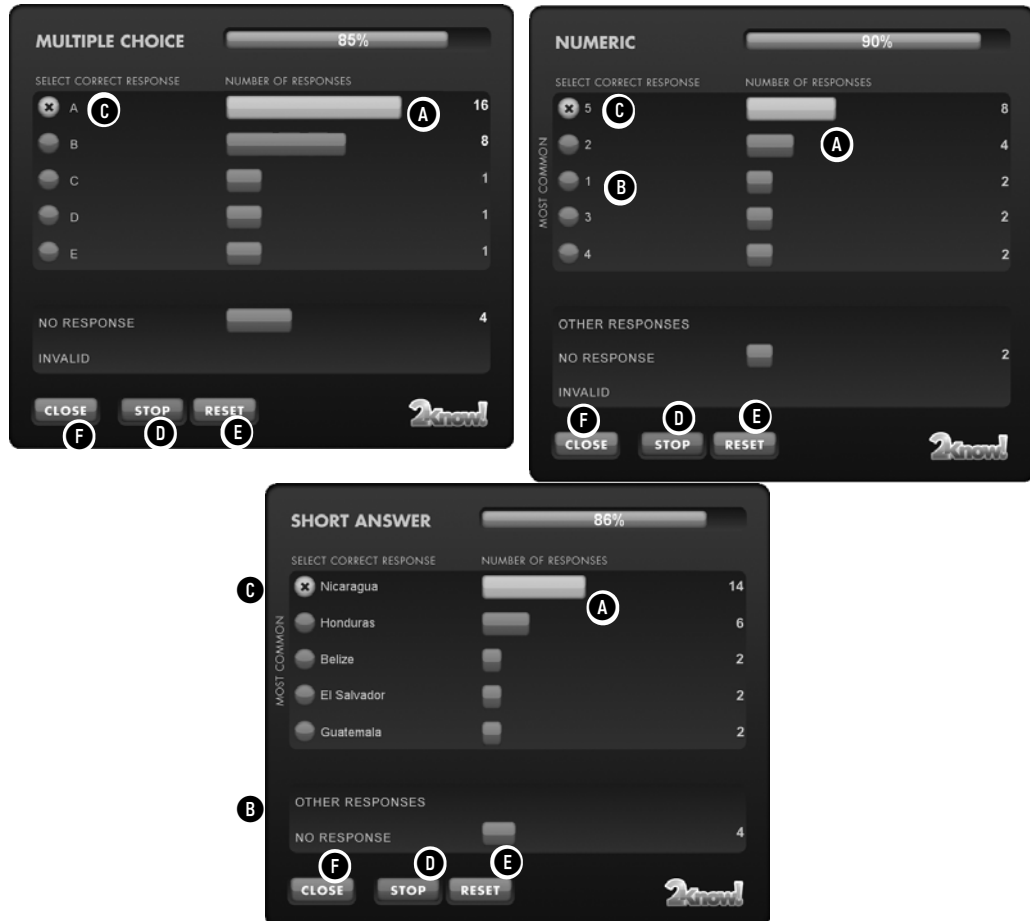 MULTIPLE CHOICE 85%
SELECT CORRECT RESPONSE NUMBER OF RESPONSES
A C A 16
B 8
C 1
D 1
E 1
NO RESPONSE 4
INVALID
CLOSE STOP RESET 2Know!
F D E
NUMERIC 90%
SELECT CORRECT RESPONSE NUMBER OF RESPONSES
MOST COMMON
5 C 8
2 A 4
1 B 2
3 2
4 2
OTHER RESPONSES
NO RESPONSE 2
INVALID
F D E
CLOSE STOP RESET 2Know!
SHORT ANSWER 86%
SELECT CORRECT RESPONSE NUMBER OF RESPONSES
MOST COMMON
C Nicaragua A 14
Honduras 6
Belize 2
El Salvador 2
Guatemala 2
B OTHER RESPONSES
NO RESPONSE 4
F D E
CLOSE STOP RESET 2Know!